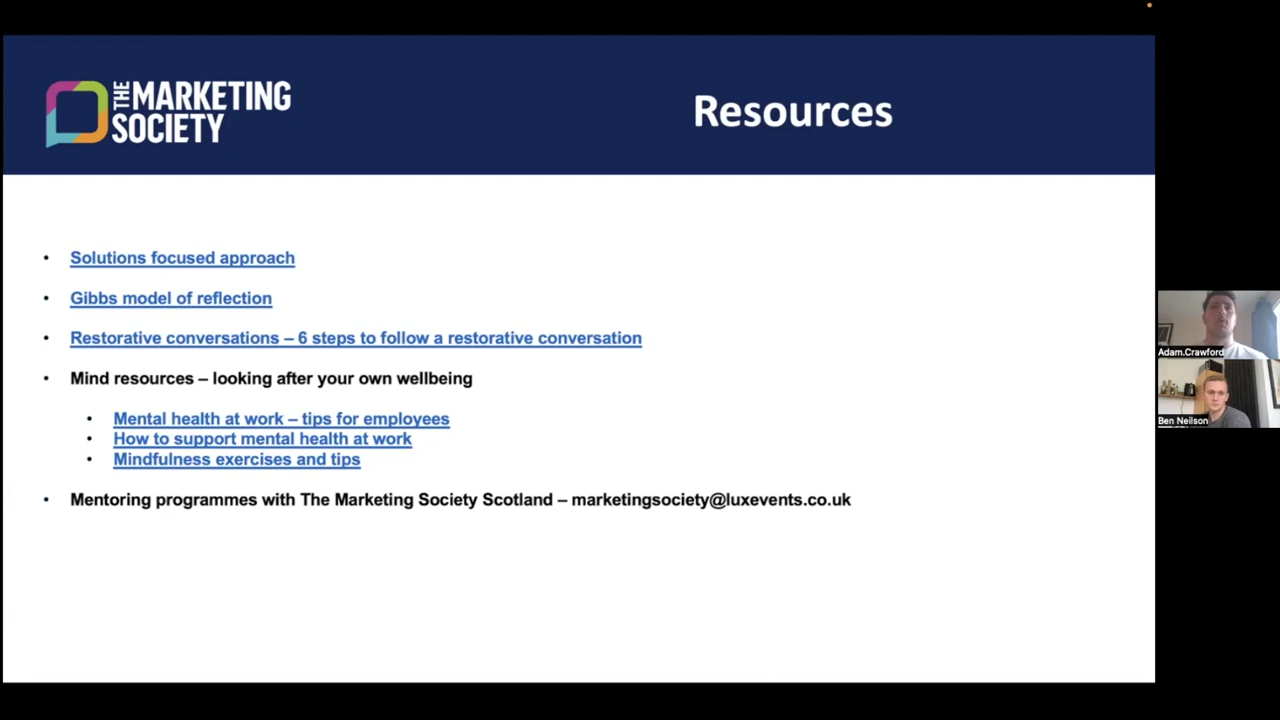 THE MARKETING
SOCIETY
Resources
• Solutions focused approach
• Gibbs model of reflection
• Restorative conversations – 6 steps to follow a restorative conversation
• Mind resources – looking after your own wellbeing
• Mental health at work – tips for employees
• How to support mental health at work
• Mindfulness exercises and tips
• Mentoring programmes with The Marketing Society Scotland – marketingsociety@luxevents.co.uk
Adam.Crawford
Ben Neilson